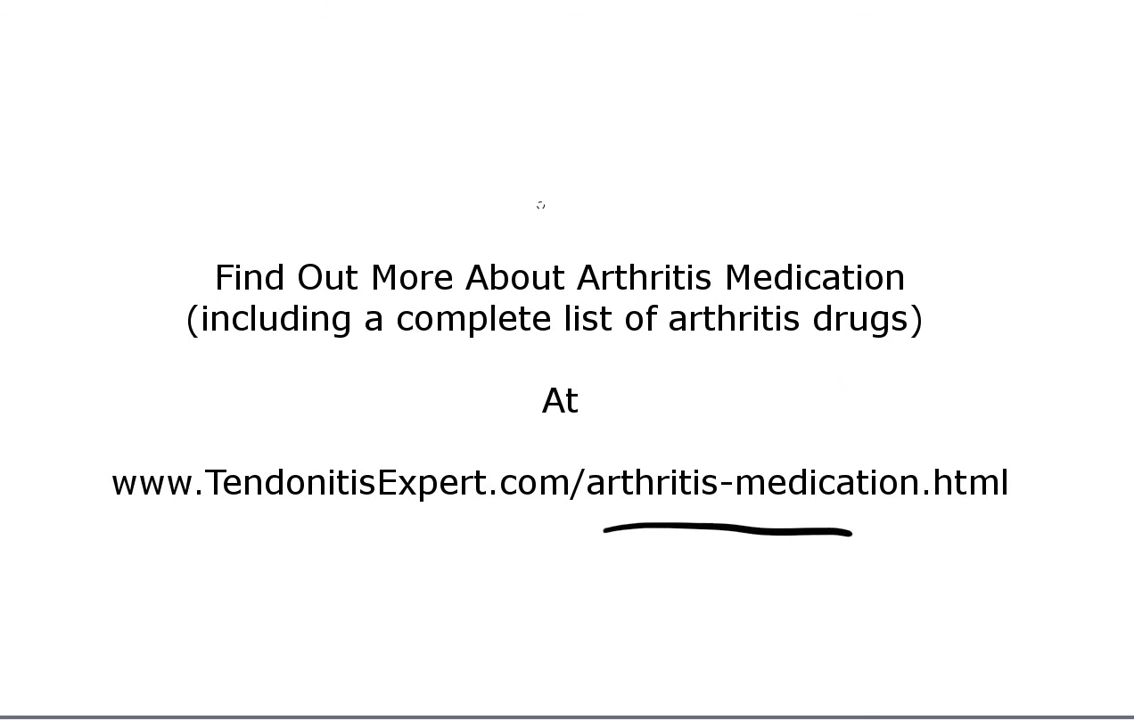 Find Out More About Arthritis Medication
(including a complete list of arthritis drugs)
At
www.TendonitisExpert.com/arthritis-medication.html